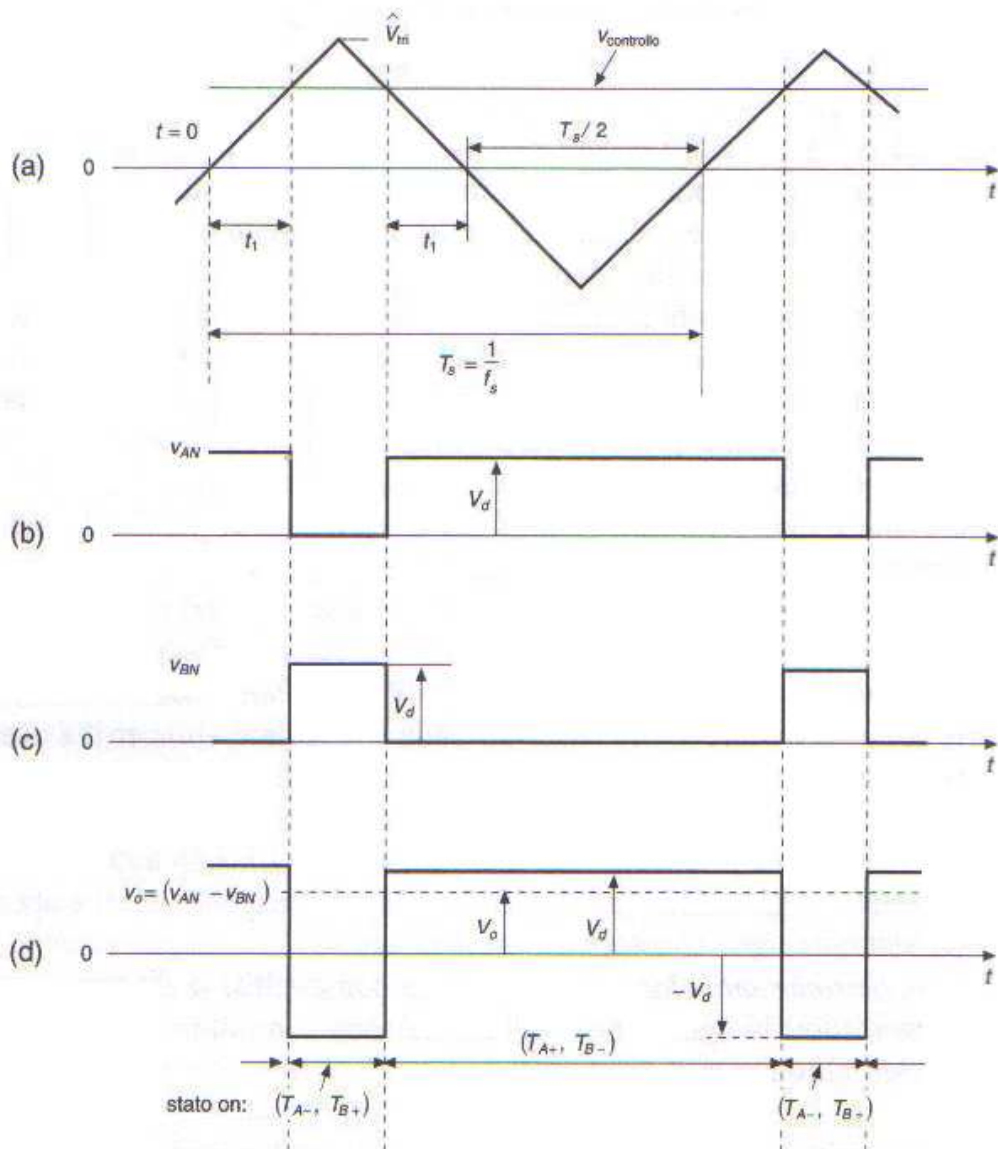 V̂tri
vcontrollo
t = 0
Ts / 2
(a)
0
t
t1
t1
Ts = 1/fs
vAN
Vd
(b)
0
t
vBN
Vd
(c)
0
t
vo = (vAN − vBN)
Vo
Vd
(d)
0
t
− Vd
(TA+, TB−)
stato on:
(TA−, TB+)
(TA−, TB+)